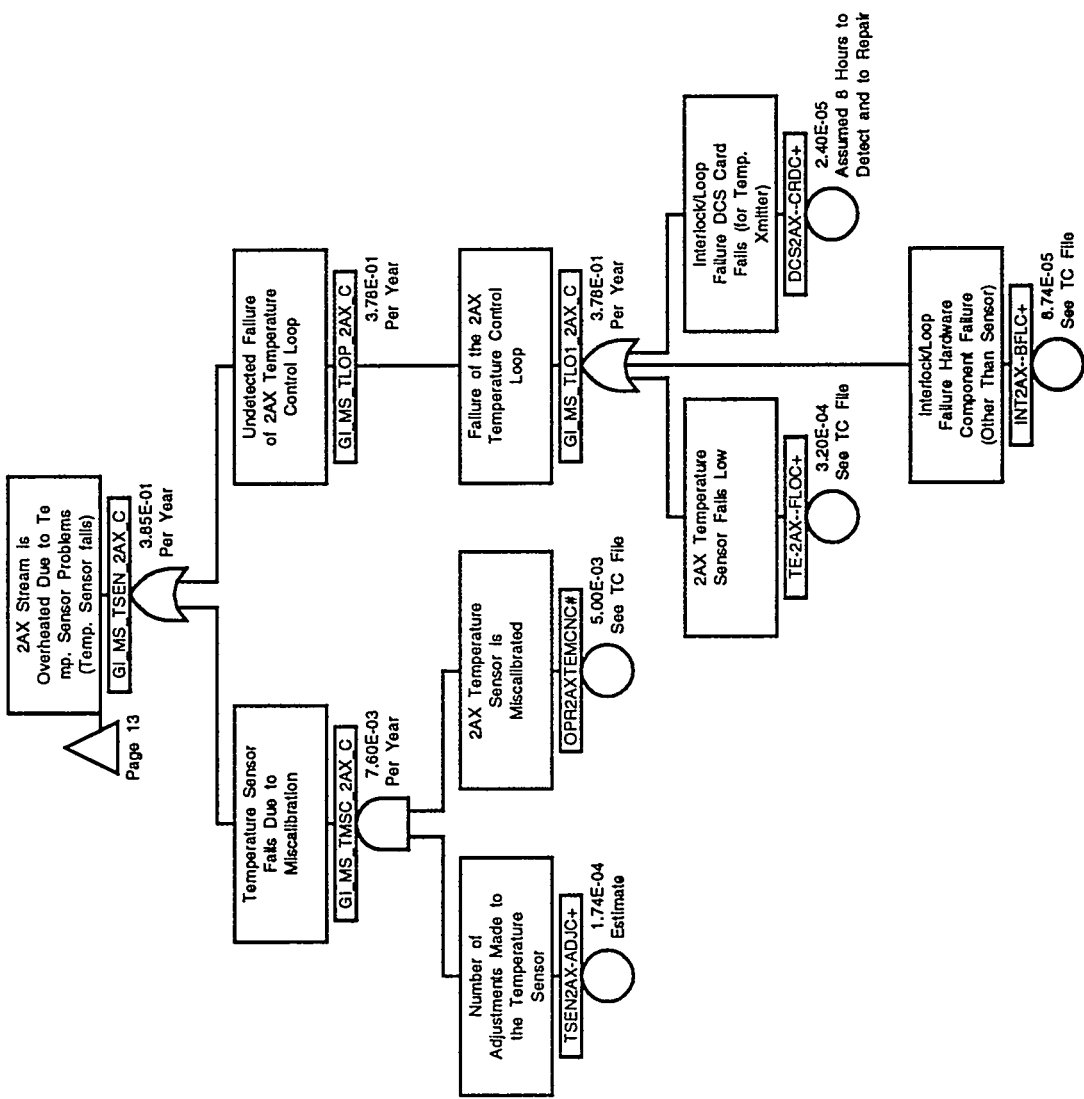 2AX Stream is
Overheated Due to Te
mp. Sensor Problems
(Temp. Sensor fails)
GI_MS_TSEN_2AX_C
3.85E-01
Per Year
Page 13
Temperature Sensor
Fails Due to
Miscalibration
GI_MS_TMSC_2AX_C
7.60E-03
Per Year
Undetected Failure
of 2AX Temperature
Control Loop
GI_MS_TLOP_2AX_C
3.78E-01
Per Year
Number of
Adjustments Made to
the Temperature
Sensor
TSEN2AX-ADJC+
1.74E-04
Estimate
2AX Temperature
Sensor is
Miscalibrated
OPR2AXTEMCNC#
5.00E-03
See TC File
Failure of the 2AX
Temperature Control
Loop
GI_MS_TLO1_2AX_C
3.78E-01
Per Year
2AX Temperature
Sensor Fails Low
TE-2AX--FLOC+
3.20E-04
See TC File
Interlock/Loop
Failure DCS Card
Fails (for Temp.
Xmitter)
DCS2AX--CRDC+
2.40E-05
Assumed 8 Hours to
Detect and to Repair
Interlock/Loop
Failure Hardware
Component Failure
(Other Than Sensor)
INT2AX--BFLC+
8.74E-05
See TC File